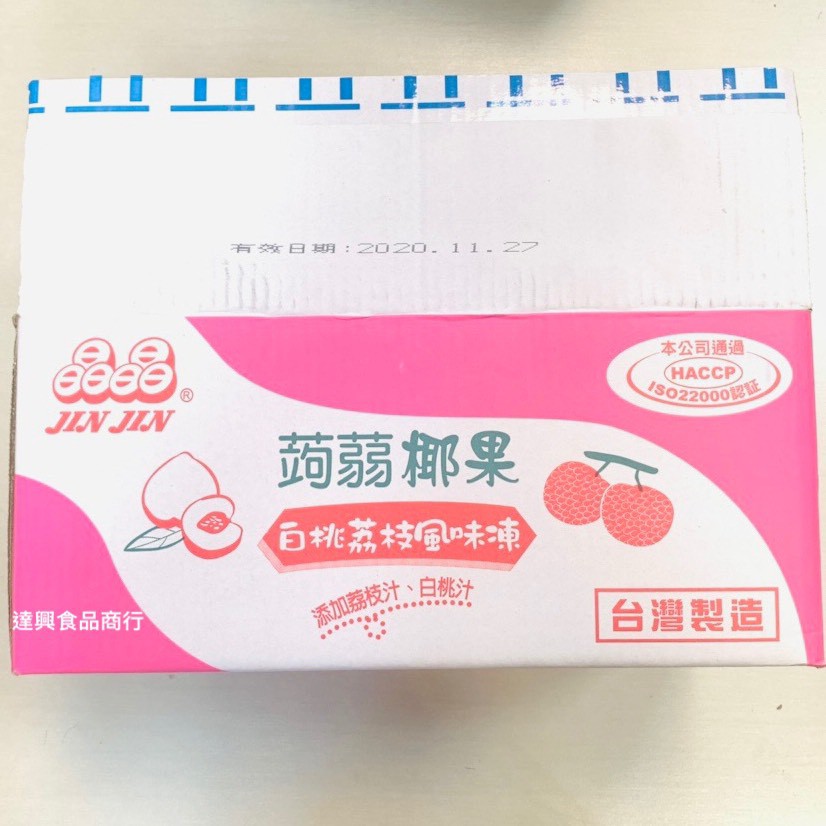 有效日期：2020.11.27
晶晶®
JIN JIN
本公司通過
HACCP
ISO22000認証
蒟蒻椰果
白桃荔枝風味凍
添加荔枝汁、白桃汁
台灣製造
達興食品商行